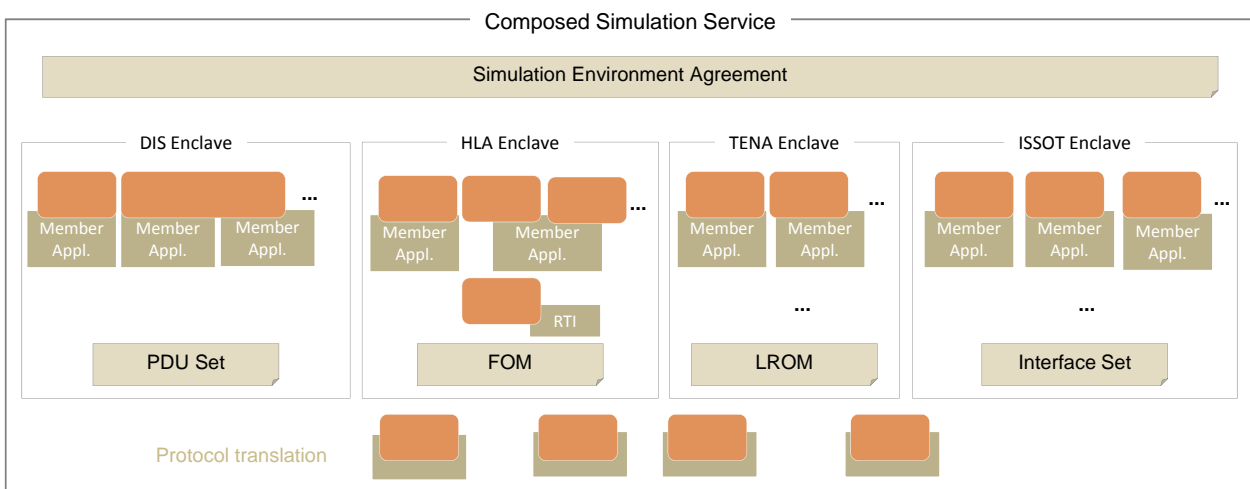 Composed Simulation Service
Simulation Environment Agreement
DIS Enclave
...
Member
Appl.
Member
Appl.
Member
Appl.
PDU Set
HLA Enclave
...
Member
Appl.
Member
Appl.
RTI
FOM
TENA Enclave
...
Member
Appl.
Member
Appl.
...
LROM
ISSOT Enclave
...
Member
Appl.
Member
Appl.
Member
Appl.
...
Interface Set
Protocol translation